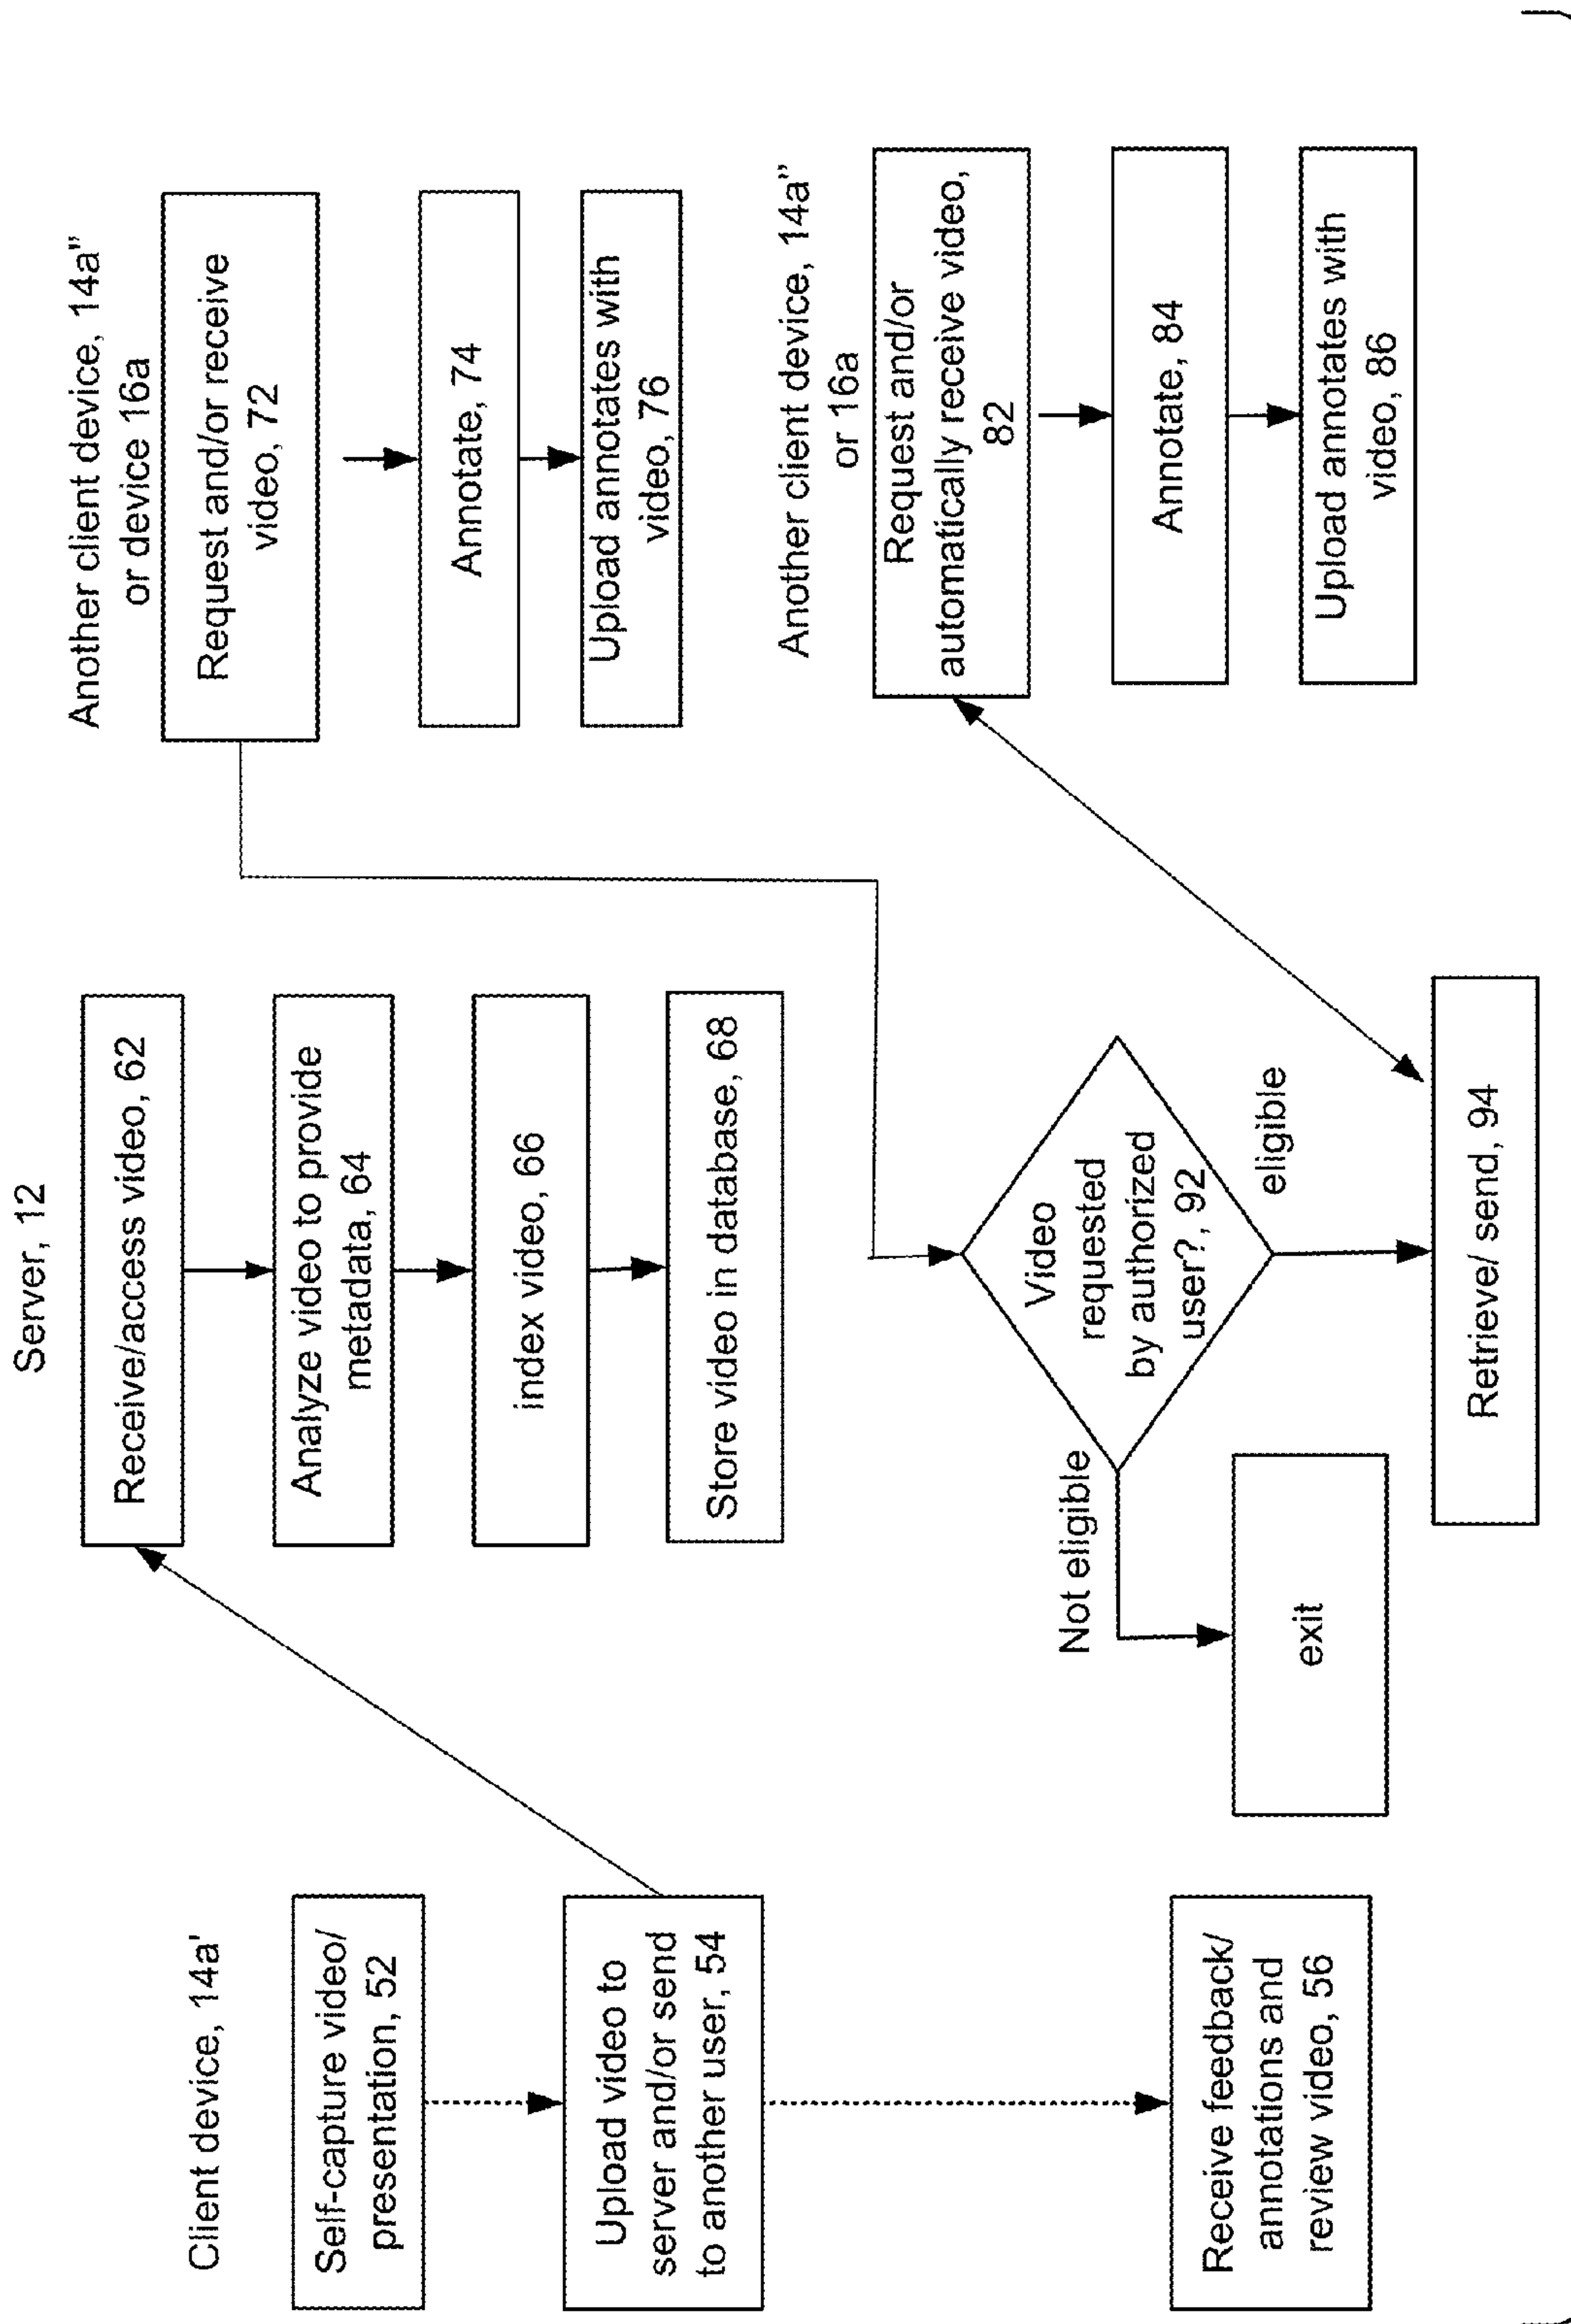 Client device, 14a'
Self-capture video/
presentation, 52
Upload video to
server and/or send
to another user, 54
Receive feedback/
annotations and
review video, 56
Server, 12
Receive/access video, 62
Analyze video to provide
metadata, 64
index video, 66
Store video in database, 68
Video
requested
by authorized
user?, 92
Not eligible
eligible
exit
Retrieve/ send, 94
Another client device, 14a"
or device 16a
Request and/or receive
video, 72
Annotate, 74
Upload annotates with
video, 76
Another client device, 14a"
or 16a
Request and/or
automatically receive video,
82
Annotate, 84
Upload annotates with
video, 86